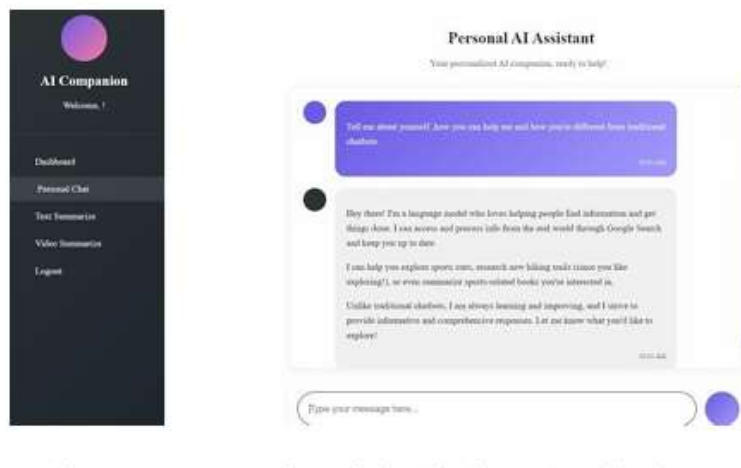 AI Companion
Welcome, !
Dashboard
Personal Chat
Text Summarize
Video Summarize
Logout
Personal AI Assistant
Your personalized AI companion, ready to help!
Tell me about yourself ,how you can help me and how you're different from traditional
chatbots
Hey there! I'm a language model who loves helping people find information and get
things done. I can access and process info from the real world through Google Search
and keep you up to date.
I can help you explore sports stats, research new hiking trails (since you like
exploring!), or even summarize sports-related books you're interested in.
Unlike traditional chatbots, I am always learning and improving, and I strive to
provide informative and comprehensive responses. Let me know what you'd like to
explore!
Type your message here...